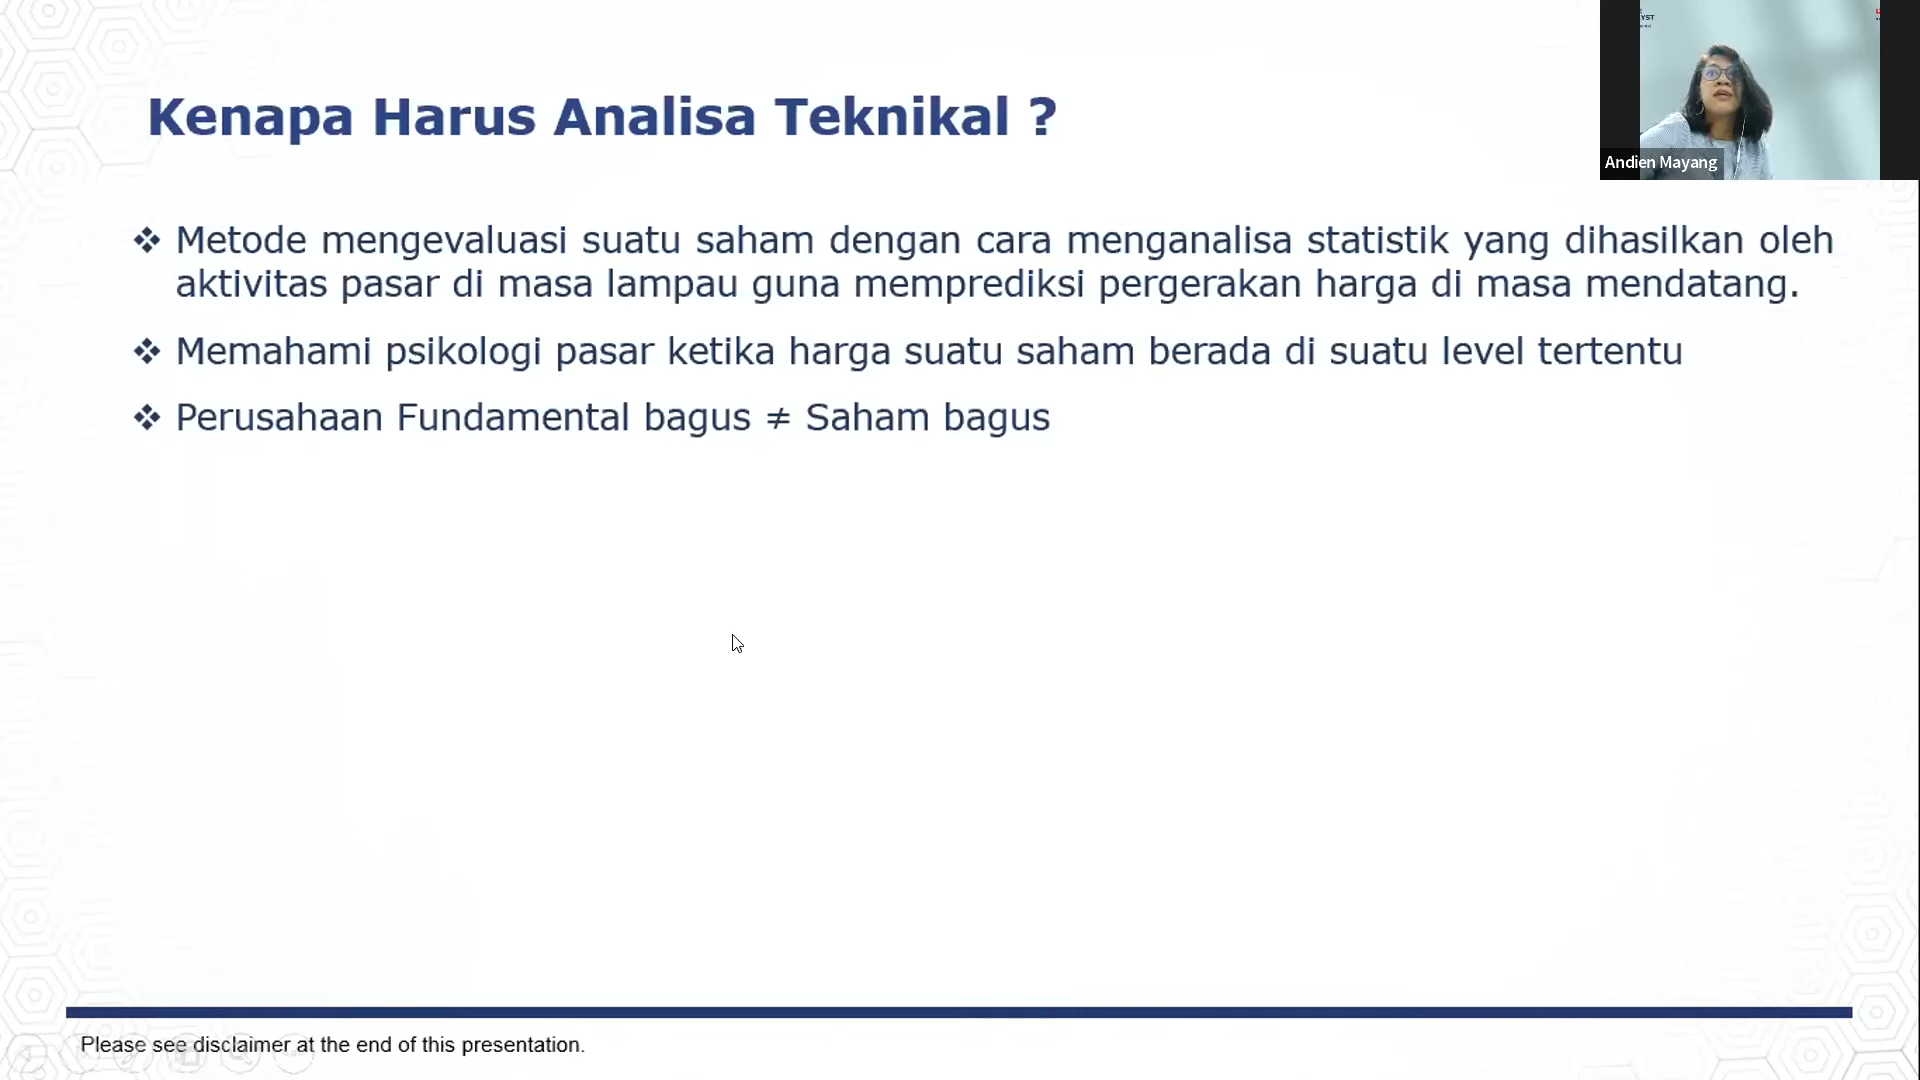 Kenapa Harus Analisa Teknikal ?
YST
Andien Mayang
❖ Metode mengevaluasi suatu saham dengan cara menganalisa statistik yang dihasilkan oleh
aktivitas pasar di masa lampau guna memprediksi pergerakan harga di masa mendatang.
❖ Memahami psikologi pasar ketika harga suatu saham berada di suatu level tertentu
❖ Perusahaan Fundamental bagus ≠ Saham bagus
Please see disclaimer at the end of this presentation.